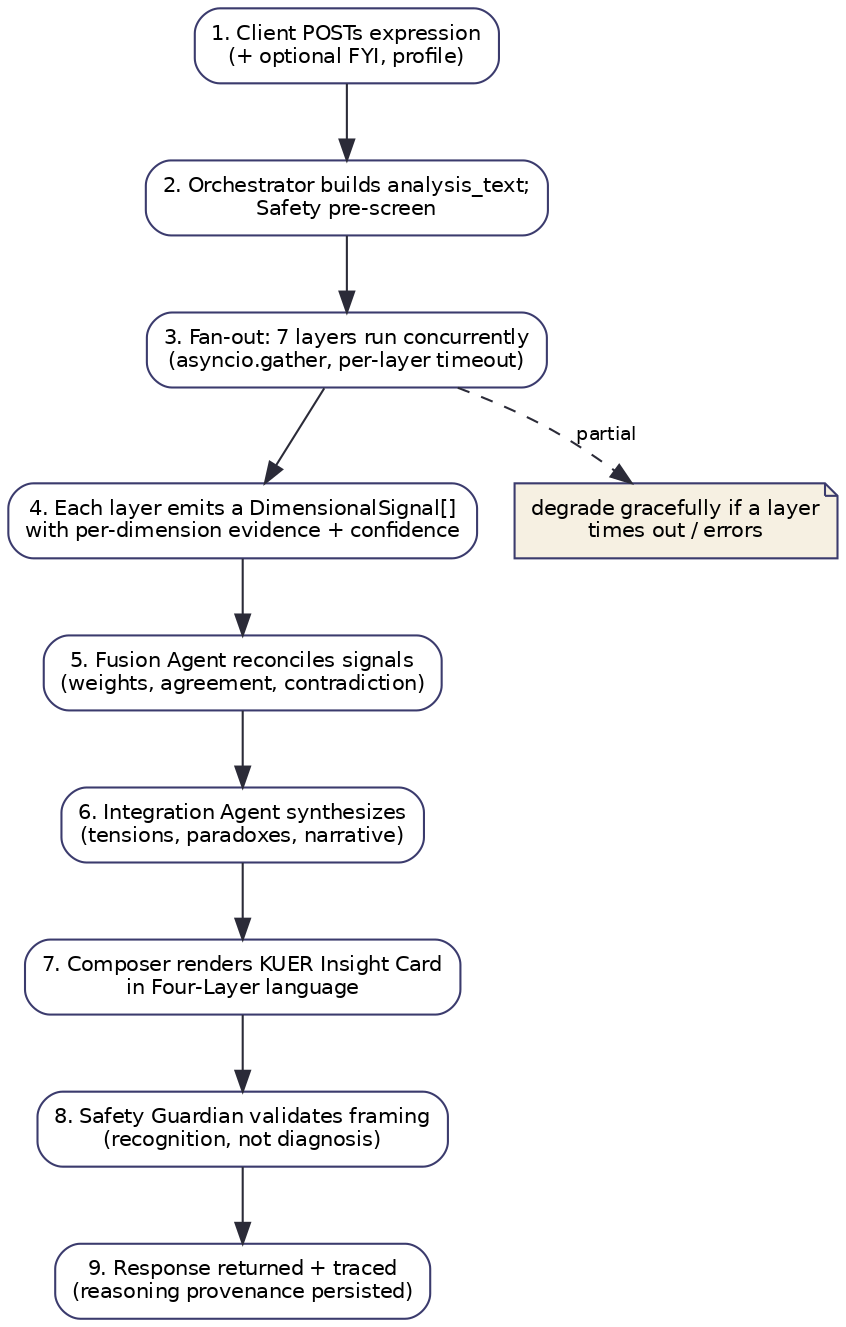 1. Client POSTs expression
(+ optional FYI, profile)
2. Orchestrator builds analysis_text;
Safety pre-screen
3. Fan-out: 7 layers run concurrently
(asyncio.gather, per-layer timeout)
partial
4. Each layer emits a DimensionalSignal[]
with per-dimension evidence + confidence
degrade gracefully if a layer
times out / errors
5. Fusion Agent reconciles signals
(weights, agreement, contradiction)
6. Integration Agent synthesizes
(tensions, paradoxes, narrative)
7. Composer renders KUER Insight Card
in Four-Layer language
8. Safety Guardian validates framing
(recognition, not diagnosis)
9. Response returned + traced
(reasoning provenance persisted)